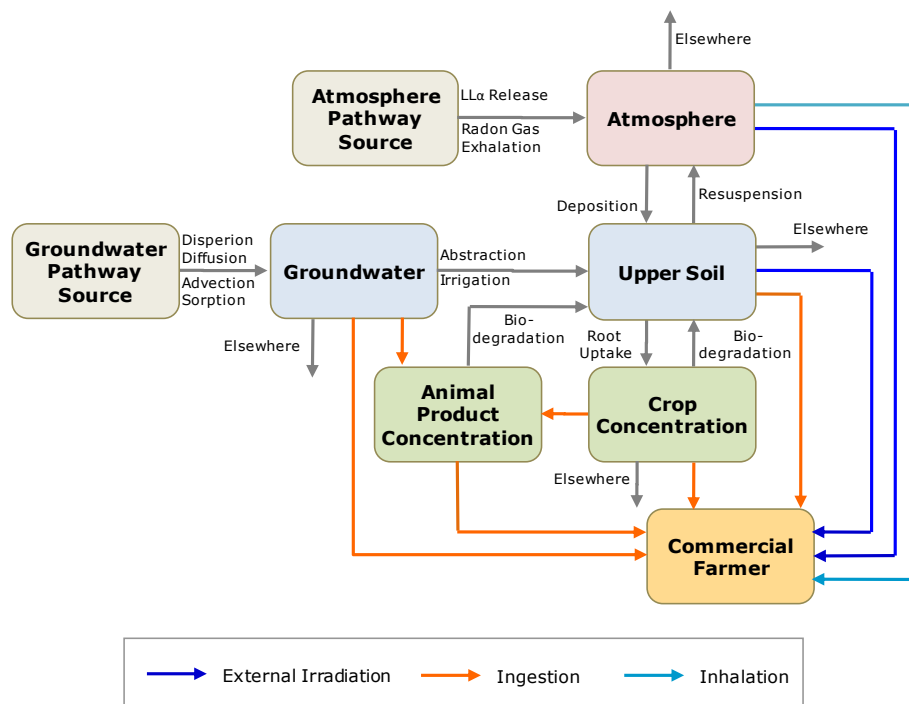 Elsewhere
Atmosphere
Pathway
Source
LLα Release
Radon Gas
Exhalation
Atmosphere
Deposition
Resuspension
Groundwater
Pathway
Source
Disperion
Diffusion
Advection
Sorption
Groundwater
Abstraction
Irrigation
Upper Soil
Elsewhere
Elsewhere
Bio-
degradation
Root
Uptake
Bio-
degradation
Animal
Product
Concentration
Crop
Concentration
Elsewhere
Commercial
Farmer
External Irradiation
Ingestion
Inhalation